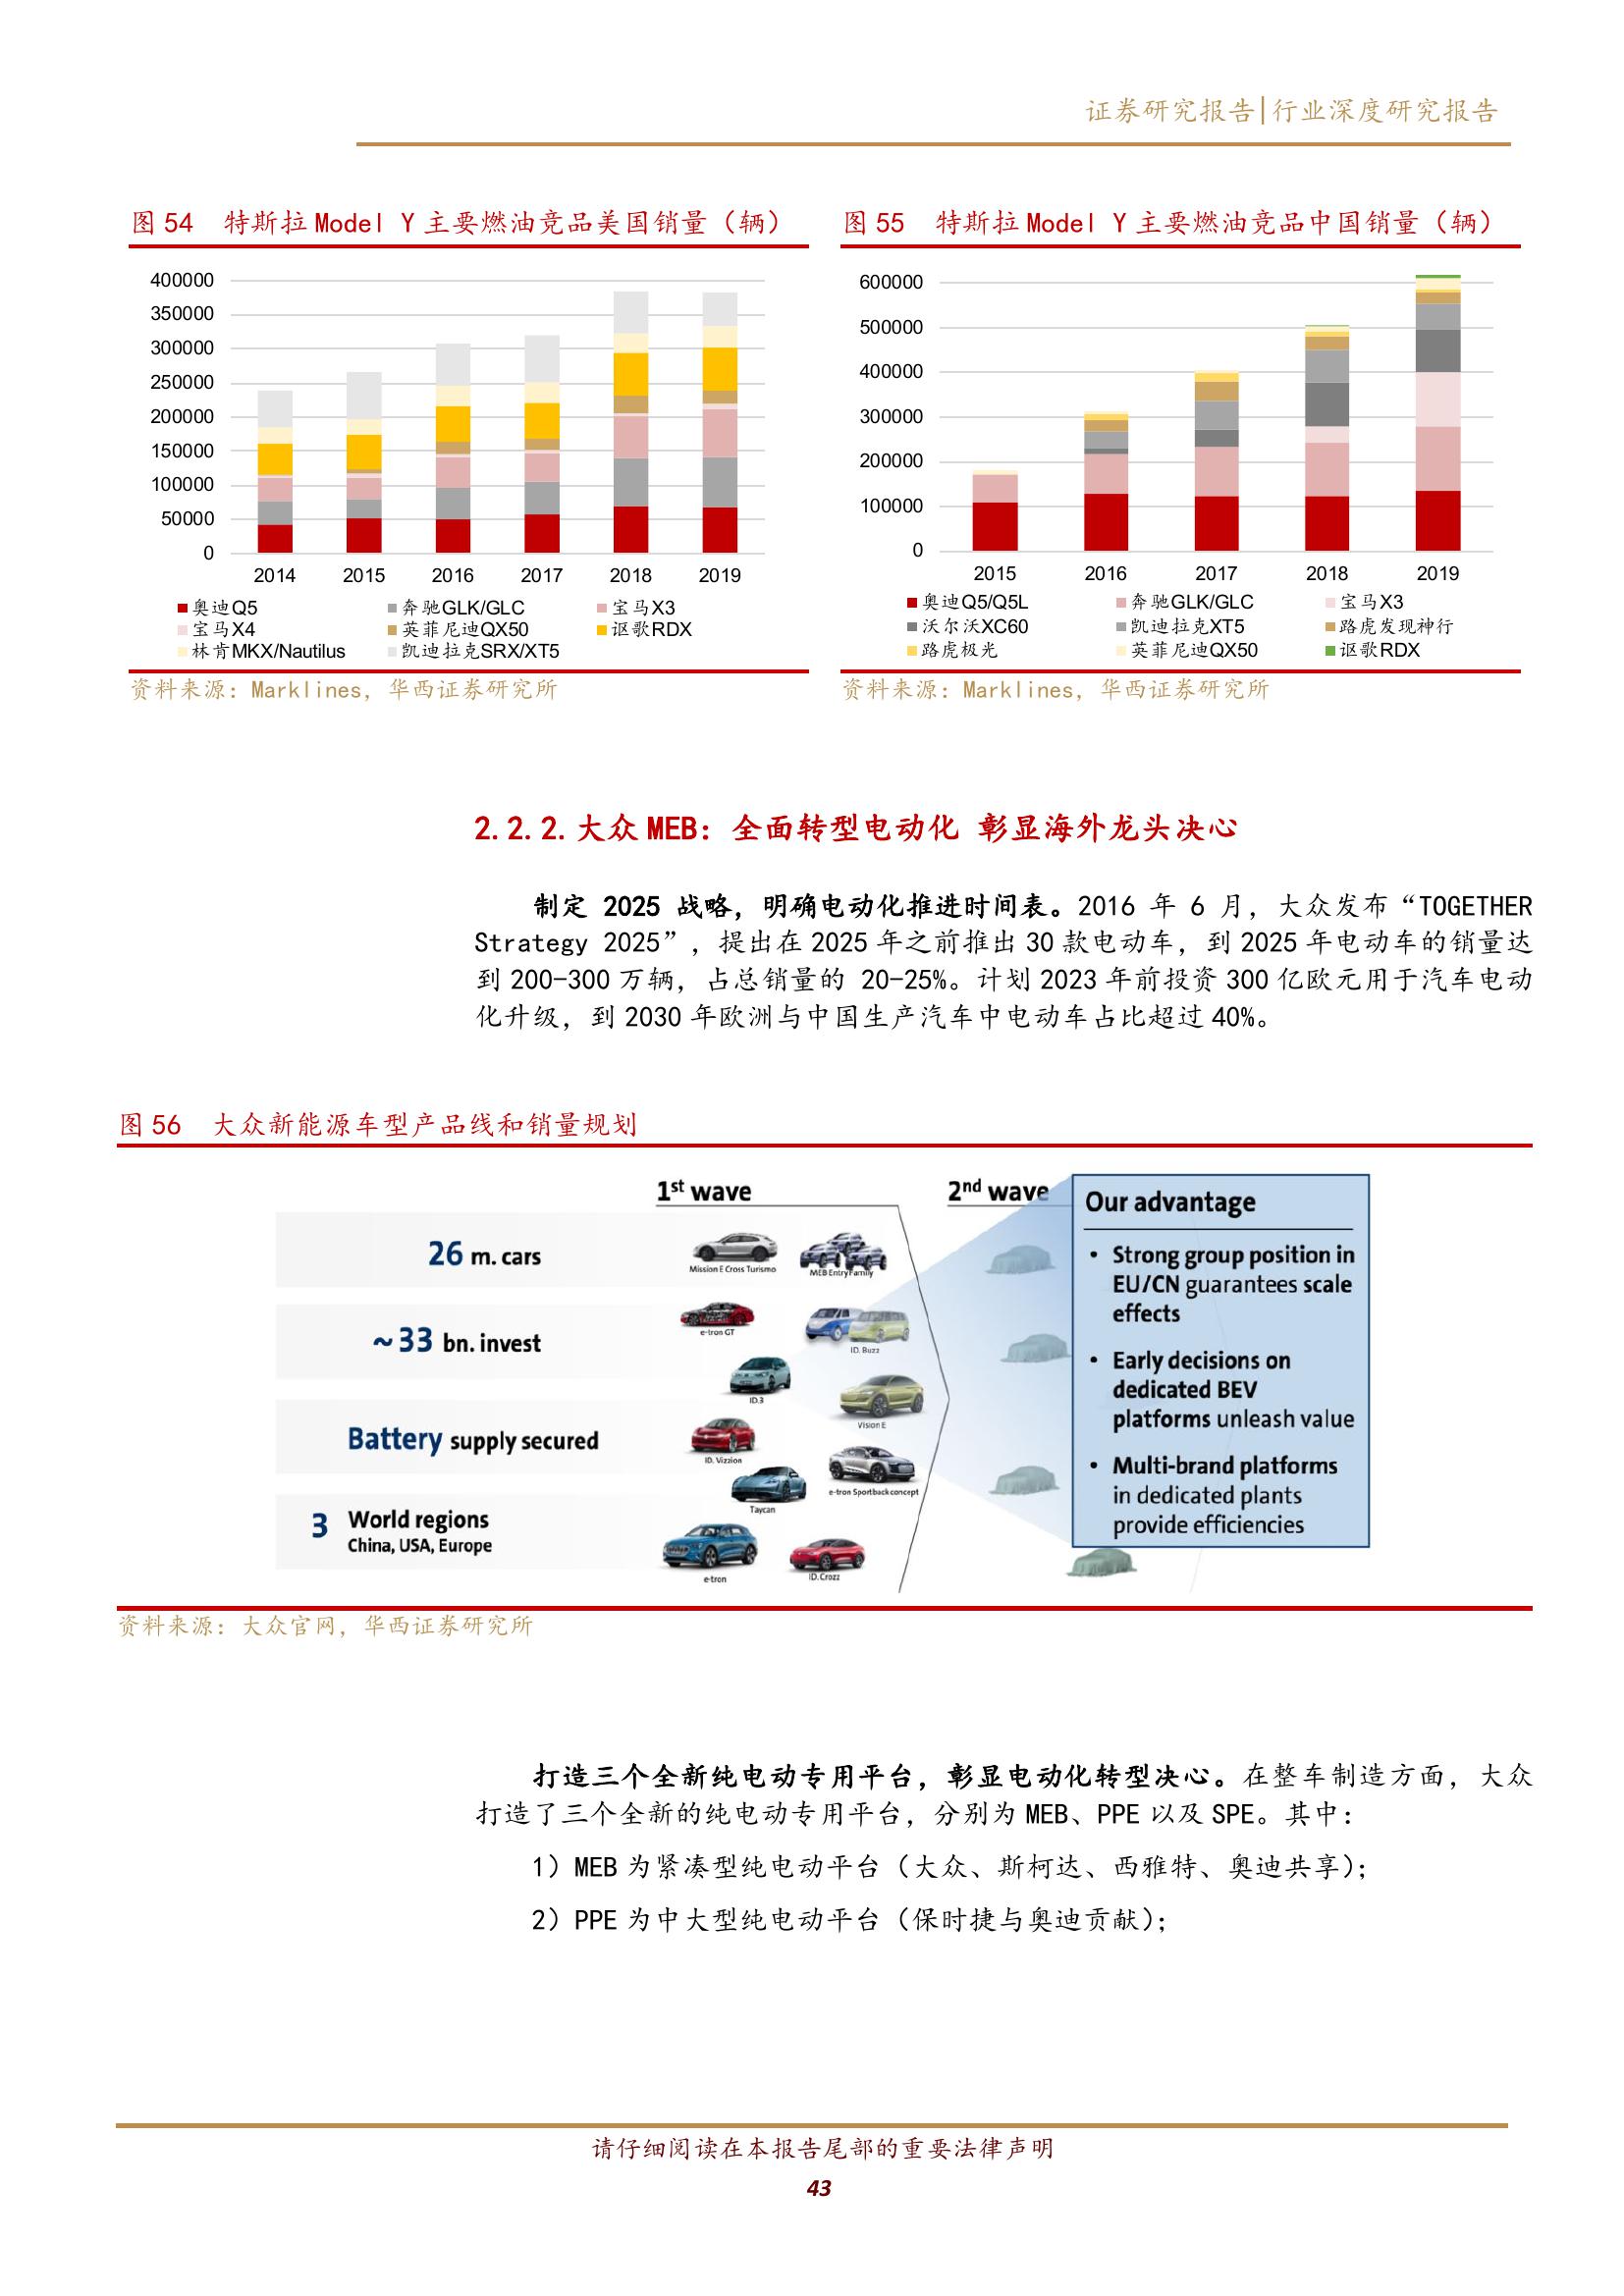 证券研究报告|行业深度研究报告
图 54 特斯拉 Model Y 主要燃油竞品美国销量（辆）
400000
350000
300000
250000
200000
150000
100000
50000
0
2014 2015 2016 2017 2018 2019
奥迪Q5 奔驰GLK/GLC 宝马X3
宝马X4 英菲尼迪QX50 讴歌RDX
林肯MKX/Nautilus 凯迪拉克SRX/XT5
资料来源：Marklines，华西证券研究所
图 55 特斯拉 Model Y 主要燃油竞品中国销量（辆）
600000
500000
400000
300000
200000
100000
0
2015 2016 2017 2018 2019
奥迪Q5/Q5L 奔驰GLK/GLC 宝马X3
沃尔沃XC60 凯迪拉克XT5 路虎发现神行
路虎极光 英菲尼迪QX50 讴歌RDX
资料来源：Marklines，华西证券研究所
2.2.2.大众 MEB：全面转型电动化 彰显海外龙头决心
制定 2025 战略，明确电动化推进时间表。2016 年 6 月，大众发布“TOGETHER
Strategy 2025”，提出在 2025 年之前推出 30 款电动车，到 2025 年电动车的销量达
到 200-300 万辆，占总销量的 20-25%。计划 2023 年前投资 300 亿欧元用于汽车电动
化升级，到 2030 年欧洲与中国生产汽车中电动车占比超过 40%。
图 56 大众新能源车型产品线和销量规划
1st wave
2nd wave
26 m. cars
~33 bn. invest
Battery supply secured
3 World regions
China, USA, Europe
Mission E Cross Turismo
MEB Entry Family
e-tron GT
ID. Buzz
ID.3
Vision E
ID. Vizzion
e-tron Sportback concept
Taycan
e-tron
ID. Crozz
Our advantage
• Strong group position in
EU/CN guarantees scale
effects
• Early decisions on
dedicated BEV
platforms unleash value
• Multi-brand platforms
in dedicated plants
provide efficiencies
资料来源：大众官网，华西证券研究所
打造三个全新纯电动专用平台，彰显电动化转型决心。在整车制造方面，大众
打造了三个全新的纯电动专用平台，分别为 MEB、PPE 以及 SPE。其中：
1）MEB 为紧凑型纯电动平台（大众、斯柯达、西雅特、奥迪共享）；
2）PPE 为中大型纯电动平台（保时捷与奥迪贡献）；
请仔细阅读在本报告尾部的重要法律声明
43